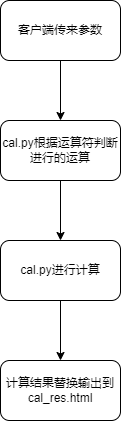 客户端传来参数
cal.py根据运算符判断
进行的运算
cal.py进行计算
计算结果替换输出到
cal_res.html